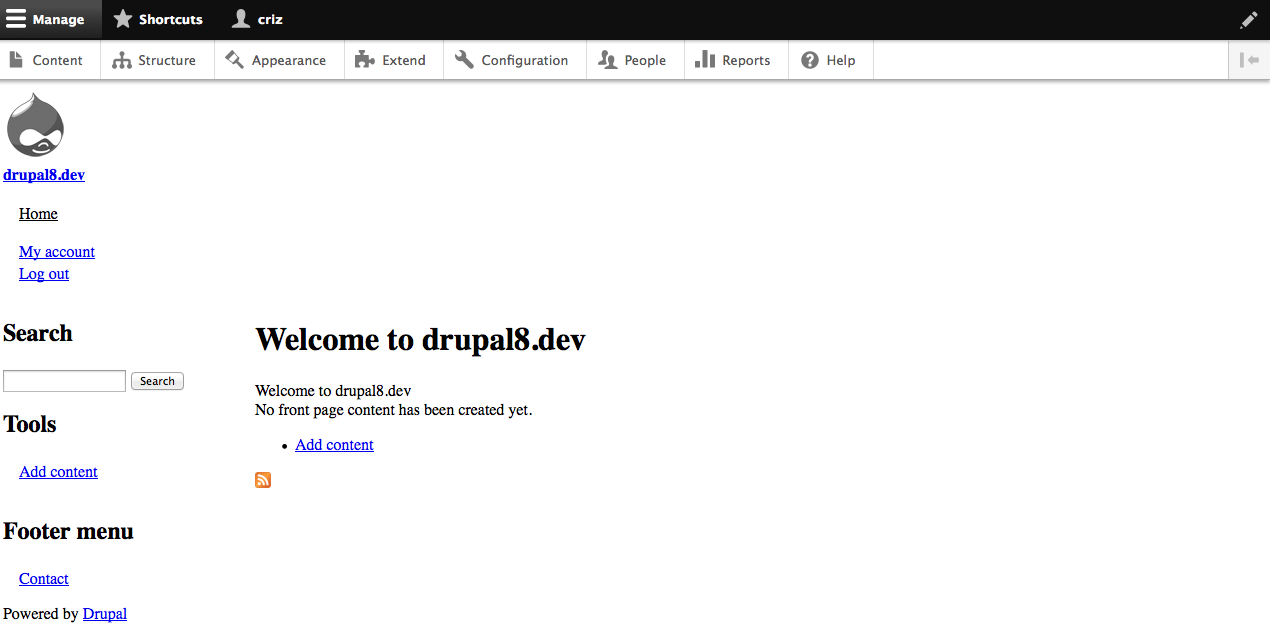 Manage Shortcuts criz
Content Structure Appearance Extend Configuration People Reports Help
drupal8.dev
Home
My account
Log out
Search
Search
Tools
Add content
Footer menu
Contact
Powered by Drupal
Welcome to drupal8.dev
Welcome to drupal8.dev
No front page content has been created yet.
Add content